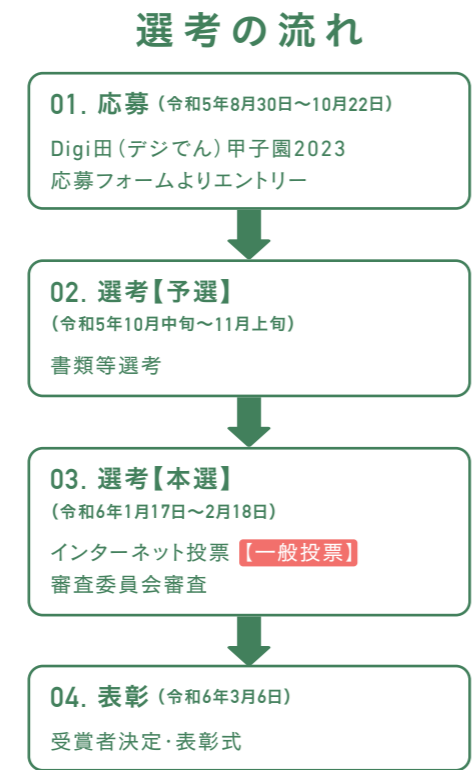 選考の流れ
01. 応募（令和5年8月30日～10月22日）
Digi田（デジでん）甲子園2023
応募フォームよりエントリー
02. 選考【予選】
（令和5年10月中旬～11月上旬）
書類等選考
03. 選考【本選】
（令和6年1月17日～2月18日）
インターネット投票【一般投票】
審査委員会審査
04. 表彰（令和6年3月6日）
受賞者決定・表彰式